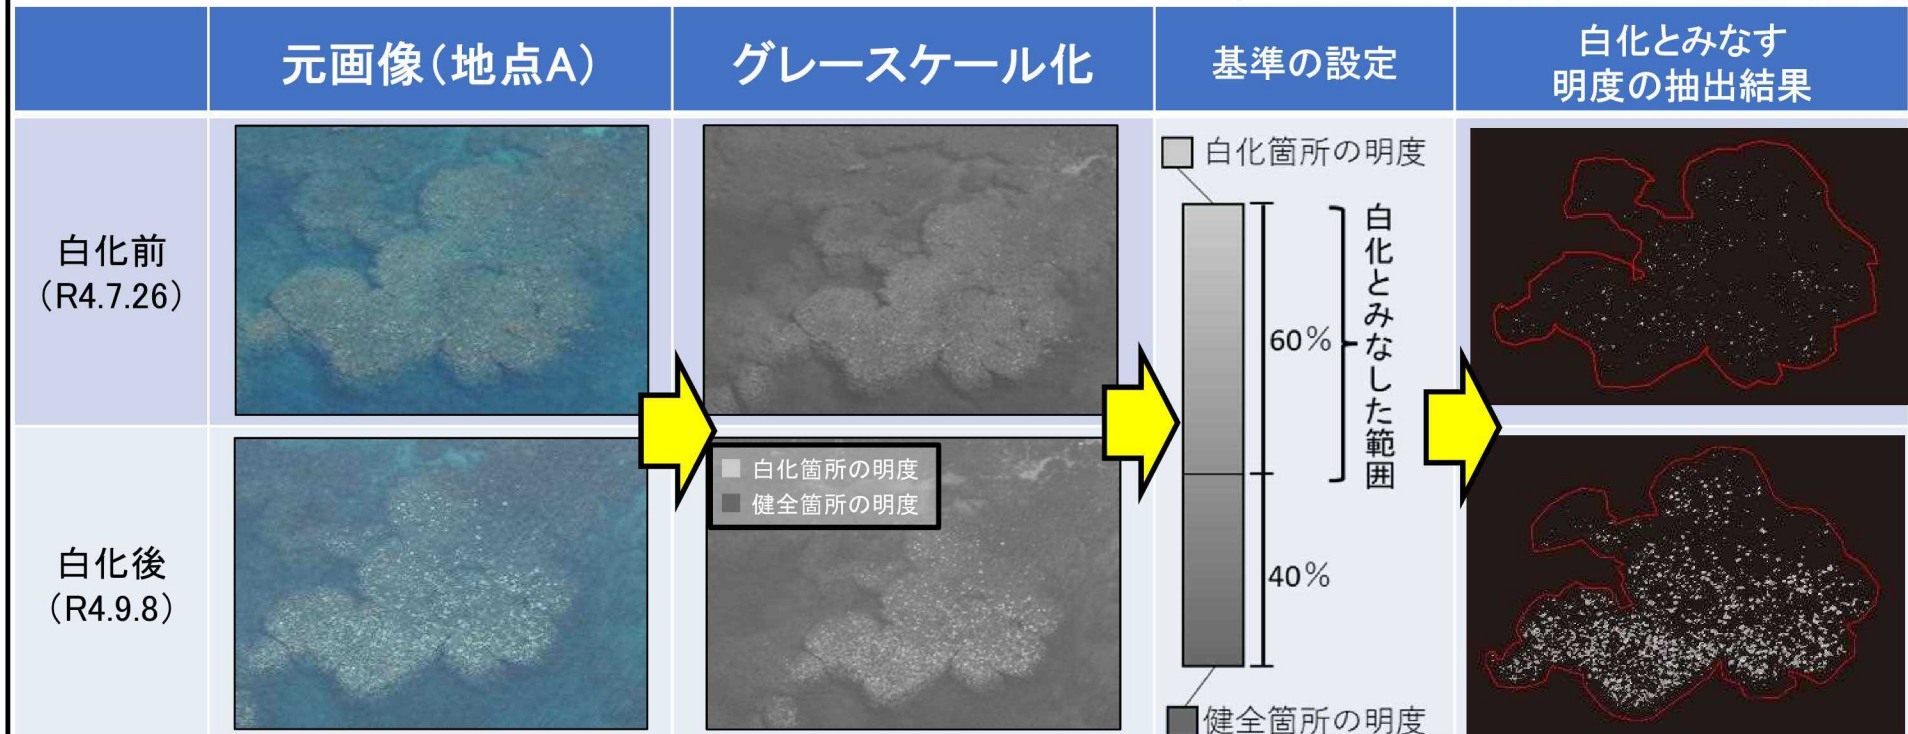 元画像(地点A)
グレースケール化
基準の設定
白化とみなす
明度の抽出結果
白化前
(R4.7.26)
白化後
(R4.9.8)
白化箇所の明度
健全箇所の明度
白化箇所の明度
60%
40%
白化とみなした範囲
健全箇所の明度